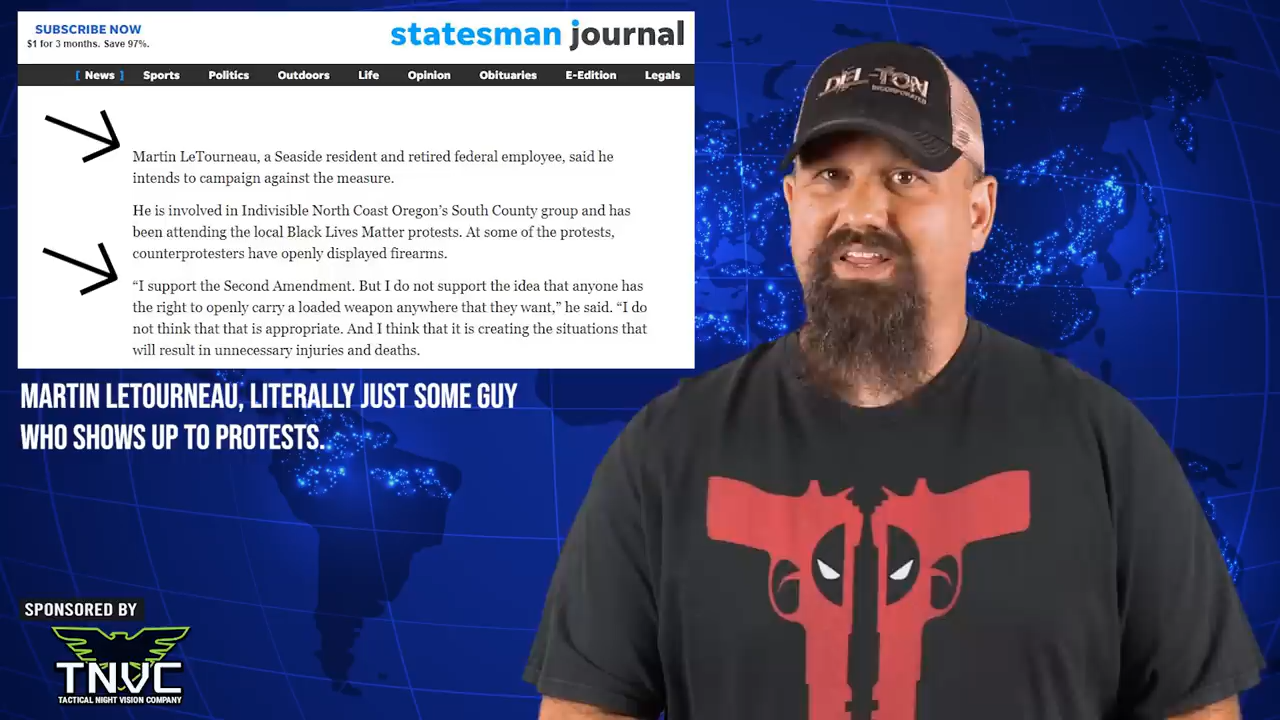 SUBSCRIBE NOW
$1 for 3 months. Save 97%.
statesman journal
[ News ] Sports Politics Outdoors Life Opinion Obituaries E-Edition Legals
Martin LeTourneau, a Seaside resident and retired federal employee, said he
intends to campaign against the measure.
He is involved in Indivisible North Coast Oregon’s South County group and has
been attending the local Black Lives Matter protests. At some of the protests,
counterprotesters have openly displayed firearms.
“I support the Second Amendment. But I do not support the idea that anyone has
the right to openly carry a loaded weapon anywhere that they want,” he said. “I do
not think that that is appropriate. And I think that it is creating the situations that
will result in unnecessary injuries and deaths.
MARTIN LETOURNEAU, LITERALLY JUST SOME GUY
WHO SHOWS UP TO PROTESTS.
SPONSORED BY
TNVC
TACTICAL NIGHT VISION COMPANY
DEL-TON
INCORPORATED